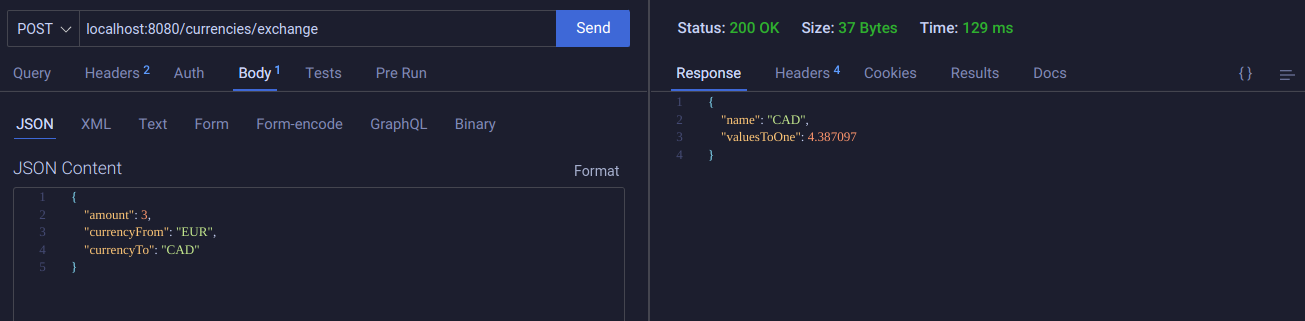 POST localhost:8080/currencies/exchange Send
Query Headers 2 Auth Body 1 Tests Pre Run
JSON XML Text Form Form-encode GraphQL Binary
JSON Content Format
1 {
2 "amount": 3,
3 "currencyFrom": "EUR",
4 "currencyTo": "CAD"
5 }
Status: 200 OK Size: 37 Bytes Time: 129 ms
Response Headers 4 Cookies Results Docs { }
1 {
2 "name": "CAD",
3 "valuesToOne": 4.387097
4 }